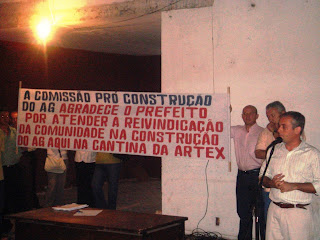 A COMISSÃO PRÓ CONSTRUÇÃO
DO AG AGRADECE O PREFEITO
POR ATENDER A REIVINDICAÇÃO
DA COMUNIDADE NA CONSTRUÇÃO
DO AG AQUI NA CANTINA DA ARTEX